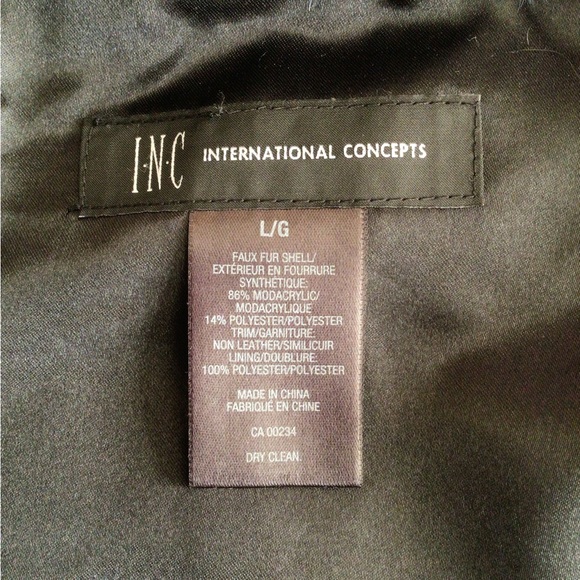 I·N·C INTERNATIONAL CONCEPTS
L/G
FAUX FUR SHELL/
EXTÉRIEUR EN FOURRURE
SYNTHÉTIQUE:
86% MODACRYLIC/
MODACRYLIQUE
14% POLYESTER/POLYESTER
TRIM/GARNITURE:
NON LEATHER/SIMILICUIR
LINING/DOUBLURE:
100% POLYESTER/POLYESTER
MADE IN CHINA
FABRIQUÉ EN CHINE
CA 00234
DRY CLEAN.